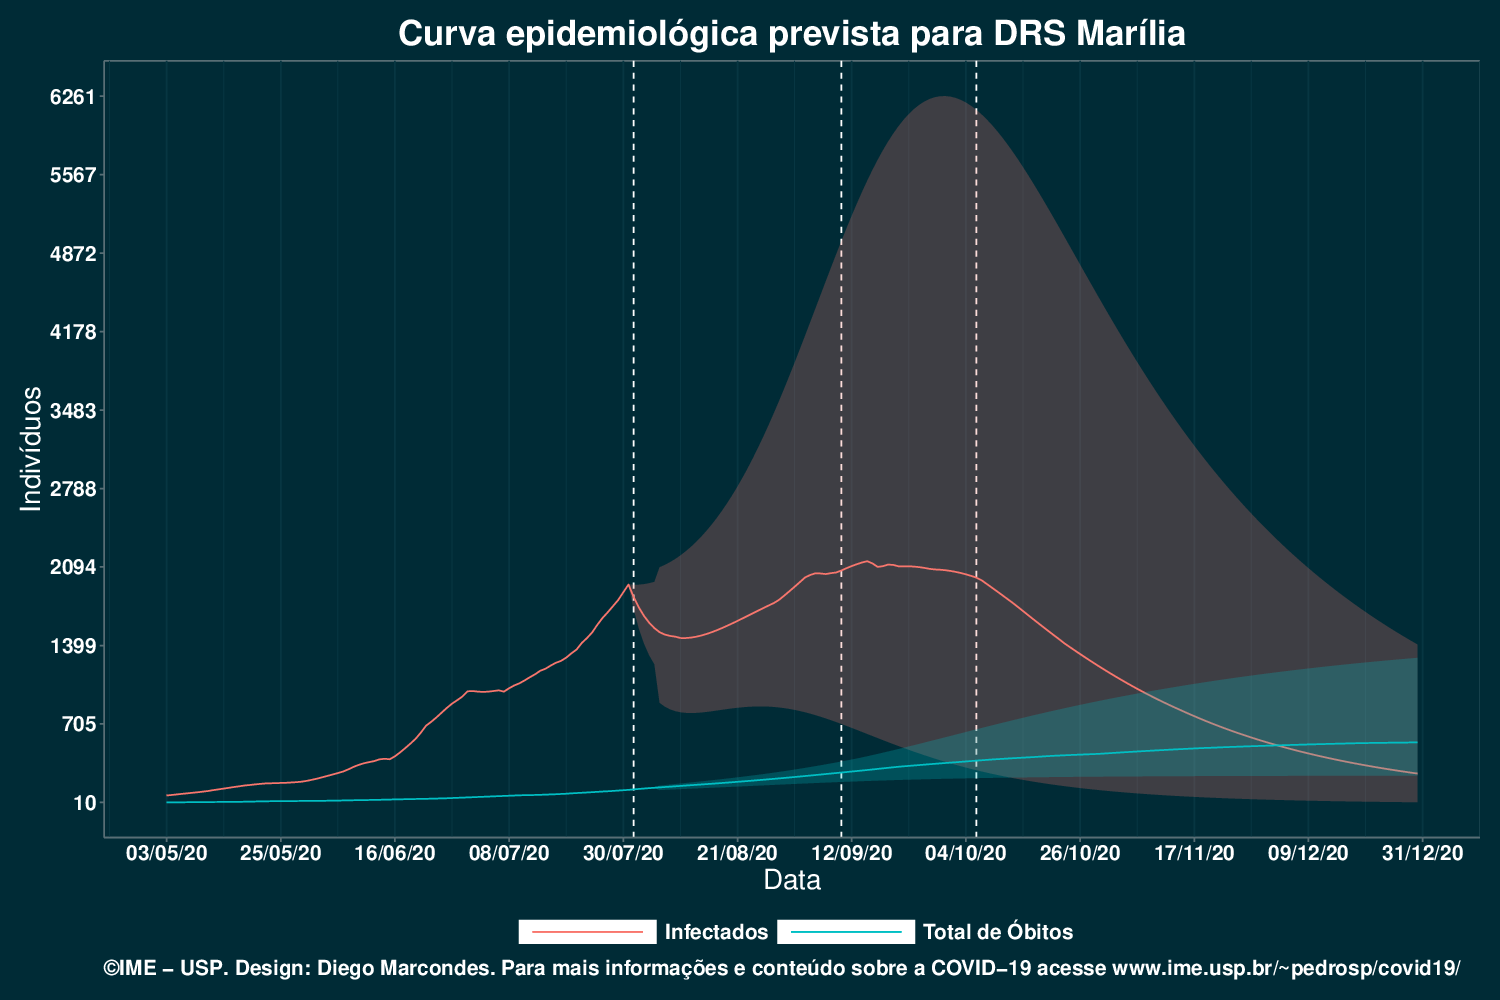 Curva epidemiológica prevista para DRS Marília
Indivíduos
6261
5567
4872
4178
3483
2788
2094
1399
705
10
03/05/20 25/05/20 16/06/20 08/07/20 30/07/20 21/08/20 12/09/20 04/10/20 26/10/20 17/11/20 09/12/20 31/12/20
Data
Infectados Total de Óbitos
©IME − USP. Design: Diego Marcondes. Para mais informações e conteúdo sobre a COVID−19 acesse www.ime.usp.br/~pedrosp/covid19/